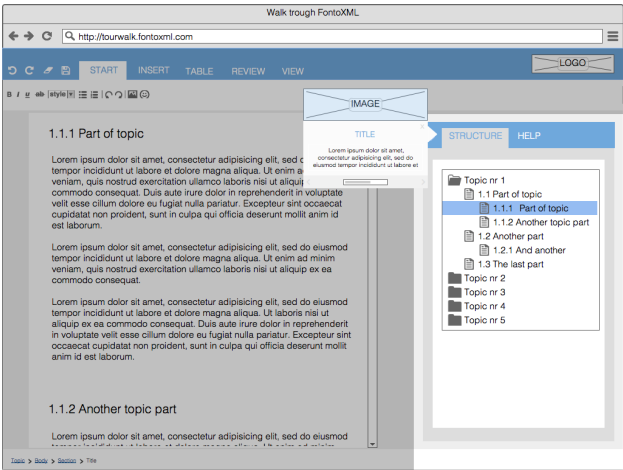 Walk trough FontoXML
http://tourwalk.fontoxml.com
START INSERT TABLE REVIEW VIEW
LOGO
B I u ab style
IMAGE
TITLE
Lorem ipsum dolor sit amet,
consectetur adipisicing elit, sed do
eiusmod tempor incididunt ut labore et
STRUCTURE HELP
Topic nr 1
1.1 Part of topic
1.1.1 Part of topic
1.1.2 Another topic part
1.2 Another part
1.2.1 And another
1.3 The last part
Topic nr 2
Topic nr 3
Topic nr 4
Topic nr 5
1.1.1 Part of topic
Lorem ipsum dolor sit amet, consectetur adipisicing elit, sed
tempor incididunt ut labore et dolore magna aliqua. Ut enim
veniam, quis nostrud exercitation ullamco laboris nisi ut
commodo consequat. Duis aute irure dolor in reprehenderit in voluptate
velit esse cillum dolore eu fugiat nulla pariatur. Excepteur sint occaecat
cupidatat non proident, sunt in culpa qui officia deserunt mollit anim id
est laborum.
Lorem ipsum dolor sit amet, consectetur adipisicing elit, sed do eiusmod
tempor incididunt ut labore et dolore magna aliqua. Ut enim ad minim
veniam, quis nostrud exercitation ullamco laboris nisi ut aliquip ex ea
commodo consequat.
Lorem ipsum dolor sit amet, consectetur adipisicing elit, sed do eiusmod
tempor incididunt ut labore et dolore magna aliqua. Ut laboris nisi ut
aliquip ex ea commodo consequat. Duis aute irure dolor in reprehenderit
in voluptate velit esse cillum dolore eu fugiat nulla pariatur. Excepteur sint
occaecat cupidatat non proident, sunt in culpa qui officia deserunt mollit
anim id est laborum.
1.1.2 Another topic part
Lorem ipsum dolor sit amet, consectetur adipisicing elit, sed do eiusmod
Topic > Body > Section > Title